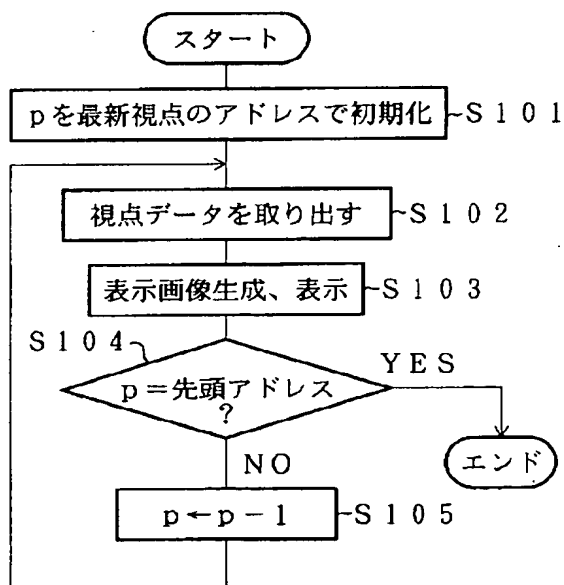 スタート
pを最新視点のアドレスで初期化 S101
視点データを取り出す S102
表示画像生成、表示 S103
S104
YES
p=先頭アドレス
?
エンド
NO
p←p-1 S105